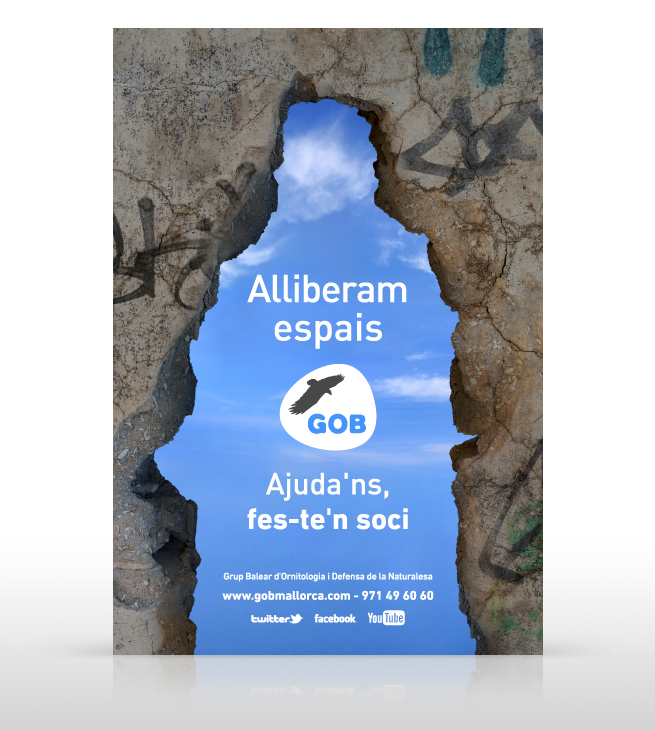 Alliberam
espais
GOB
Ajuda'ns,
fes-te'n soci
Grup Balear d'Ornitologia i Defensa de la Naturalesa
www.gobmallorca.com - 971 49 60 60
twitter facebook YouTube